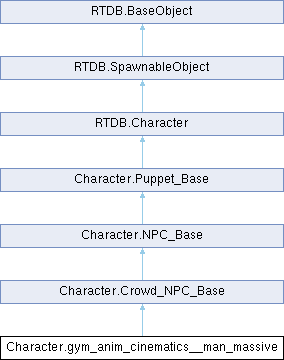 RTDB.BaseObject
RTDB.SpawnableObject
RTDB.Character
Character.Puppet_Base
Character.NPC_Base
Character.Crowd_NPC_Base
Character.gym_anim_cinematics__man_massive